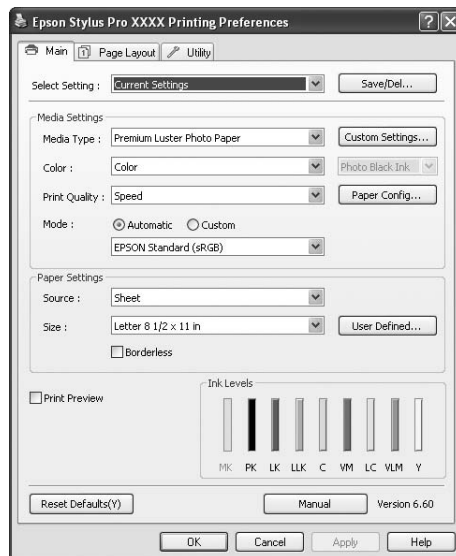 Epson Stylus Pro XXXX Printing Preferences
Main Page Layout Utility
Select Setting : Current Settings Save/Del...
Media Settings
Media Type : Premium Luster Photo Paper Custom Settings...
Color : Color Photo Black Ink
Print Quality : Speed Paper Config...
Mode : Automatic Custom
EPSON Standard (sRGB)
Paper Settings
Source : Sheet
Size : Letter 8 1/2 x 11 in User Defined...
Borderless
Print Preview
Ink Levels
MK PK LK LLK C VM LC VLM Y
Reset Defaults(Y) Manual Version 6.60
OK Cancel Apply Help